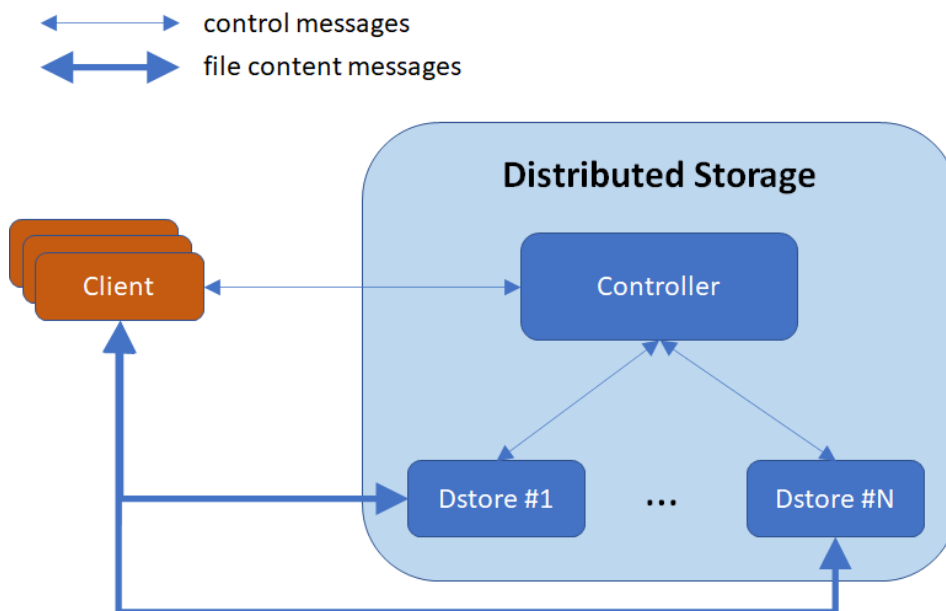 control messages
file content messages
Distributed Storage
Client
Controller
Dstore #1
...
Dstore #N